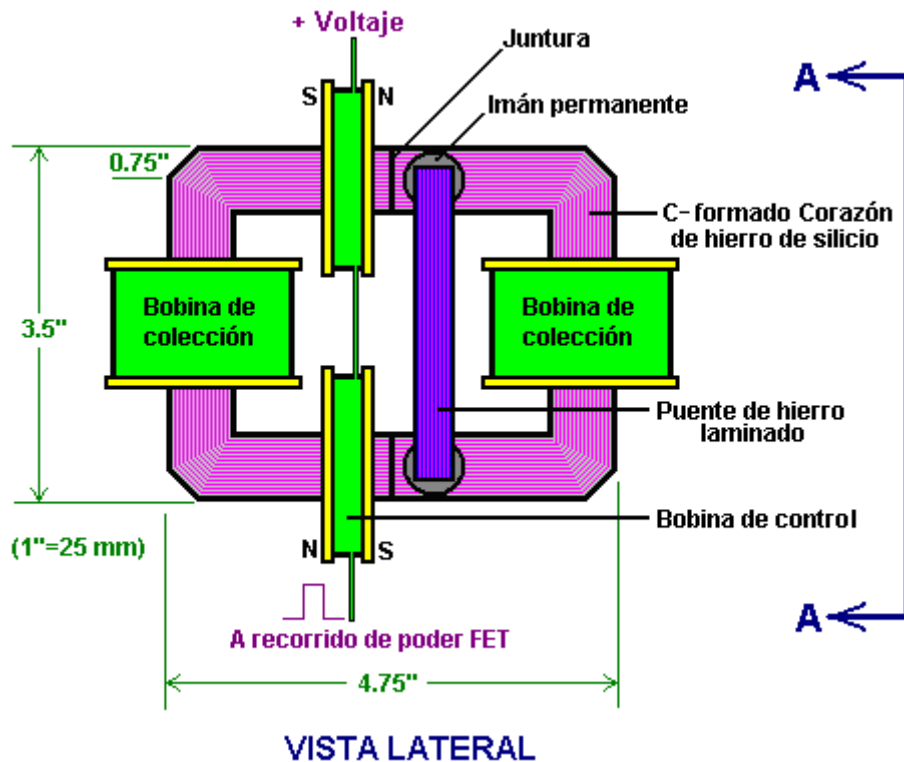 + Voltaje
Juntura
S
N
A
Imán permanente
0.75"
C-formado Corazón
de hierro de silicio
Bobina de
colección
Bobina de
colección
3.5"
Puente de hierro
laminado
Bobina de control
(1"=25 mm)
N
S
A
A recorrido de poder FET
4.75"
VISTA LATERAL